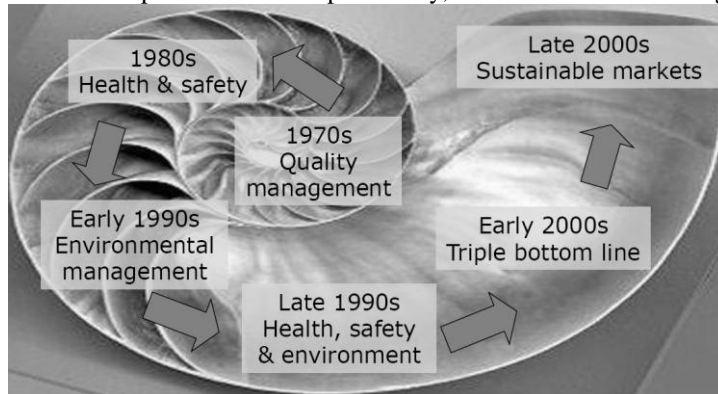 1970s
Quality
management
1980s
Health & safety
Early 1990s
Environmental
management
Late 1990s
Health, safety
& environment
Early 2000s
Triple bottom line
Late 2000s
Sustainable markets